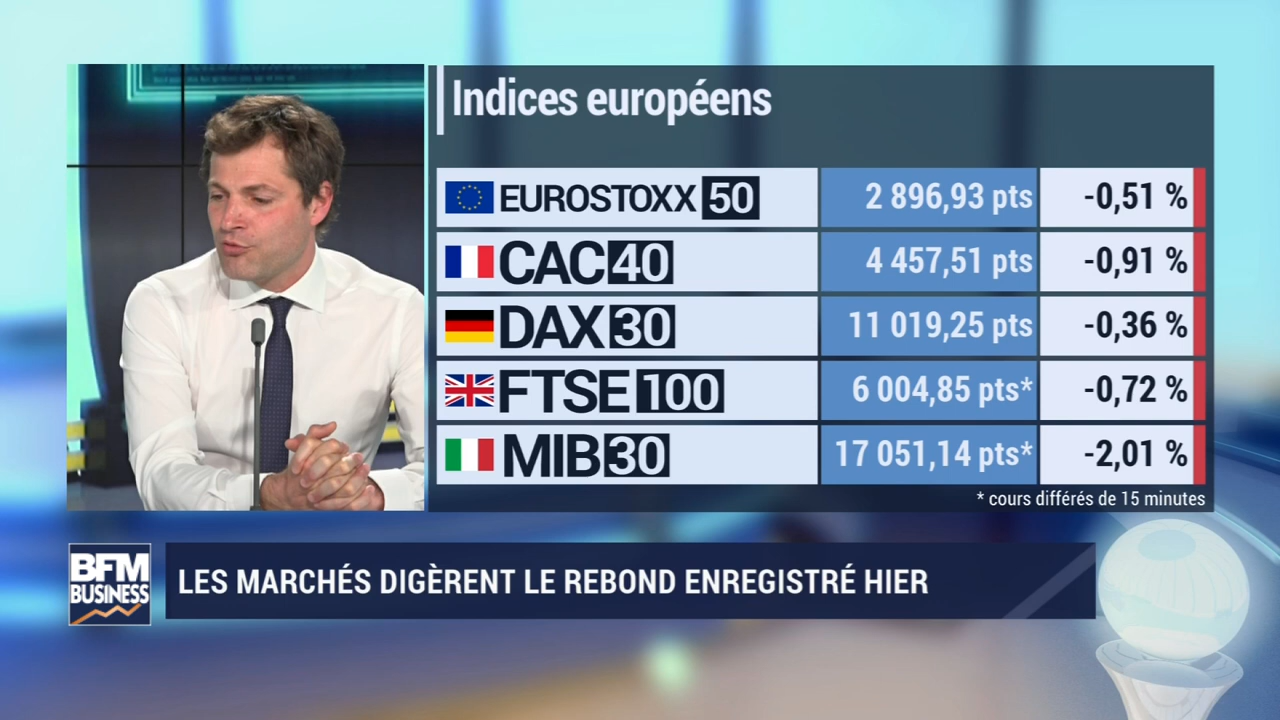 Indices européens
EUROSTOXX 50 2 896,93 pts -0,51 %
CAC 40 4 457,51 pts -0,91 %
DAX 30 11 019,25 pts -0,36 %
FTSE 100 6 004,85 pts* -0,72 %
MIB 30 17 051,14 pts* -2,01 %
* cours différés de 15 minutes
BFM
BUSINESS
LES MARCHÉS DIGÈRENT LE REBOND ENREGISTRÉ HIER